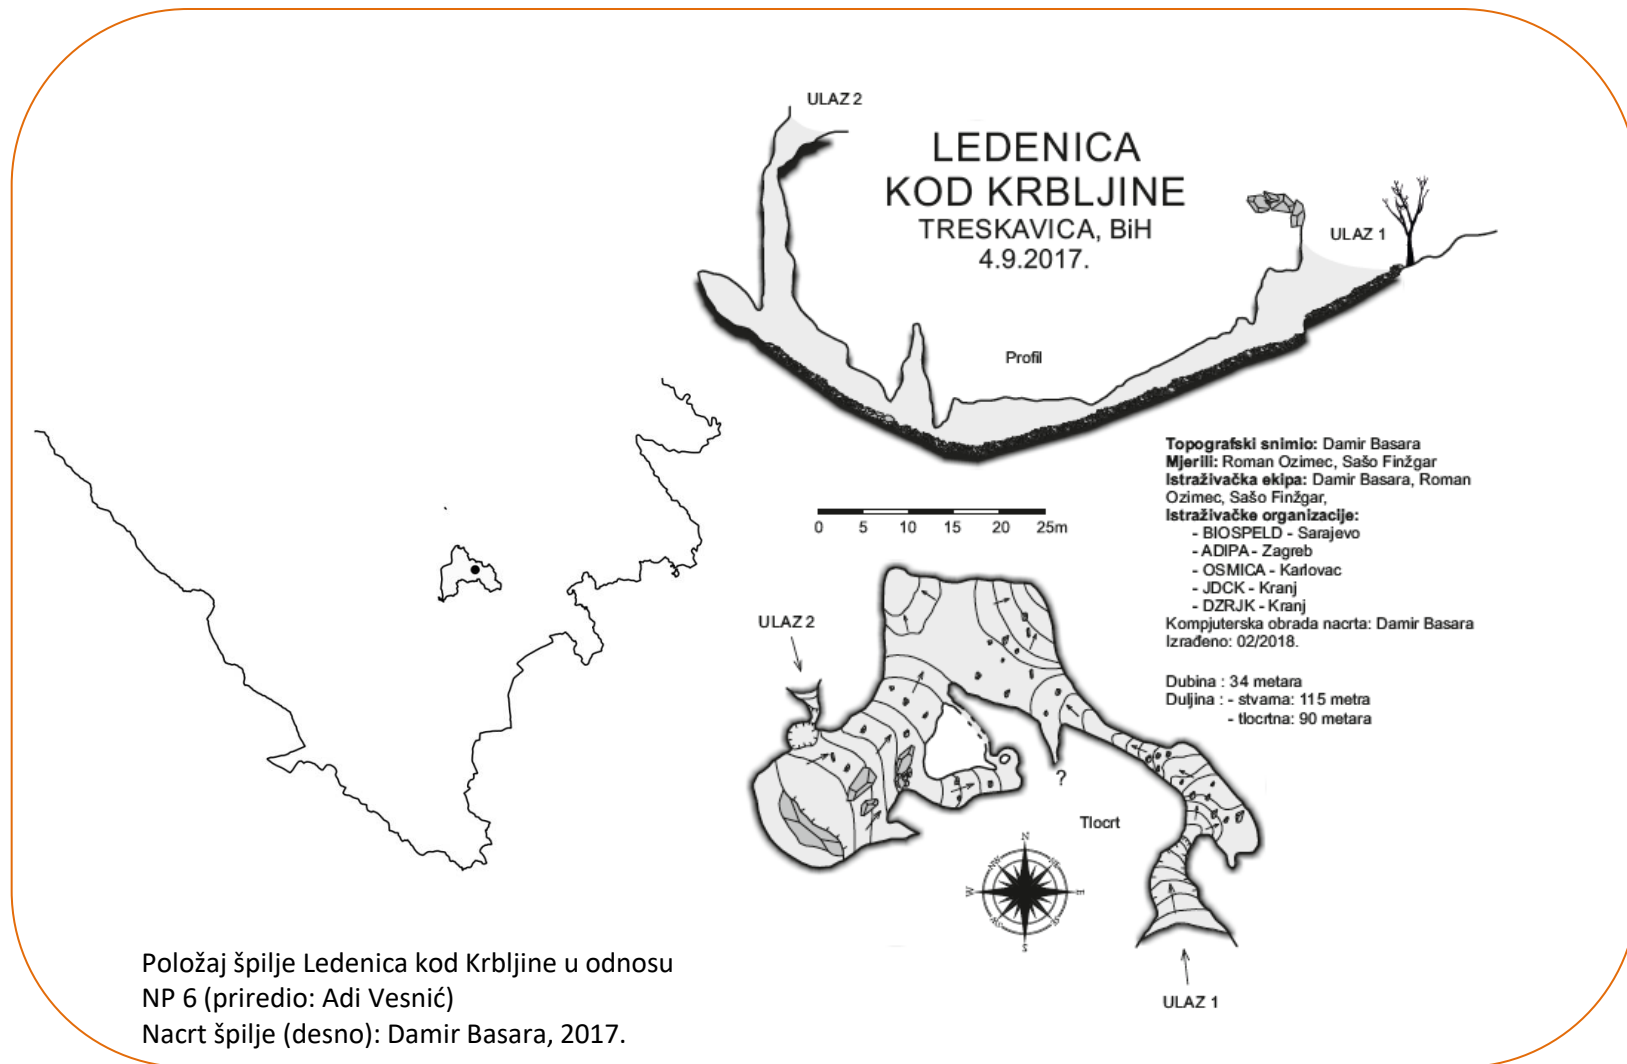 ULAZ 2
LEDENICA
KOD KRBLJINE
TRESKAVICA, BiH
4.9.2017.
ULAZ 1
Profil
Topografski snimio: Damir Basara
Mjerili: Roman Ozimec, Sašo Finžgar
Istraživačka ekipa: Damir Basara, Roman
Ozimec, Sašo Finžgar,
Istraživačke organizacije:
- BIOSPELD - Sarajevo
- ADIPA - Zagreb
- OSMICA - Karlovac
- JDCK - Kranj
- DZRJK - Kranj
Kompjuterska obrada nacrta: Damir Basara
Izrađeno: 02/2018.
0 5 10 15 20 25m
Dubina : 34 metara
Duljina : - stvarna: 115 metra
- tlocrtna: 90 metara
ULAZ 2
?
Tlocrt
N
NW NE
W E
SW SE
S
ULAZ 1
Položaj špilje Ledenica kod Krbljine u odnosu
NP 6 (priredio: Adi Vesnić)
Nacrt špilje (desno): Damir Basara, 2017.